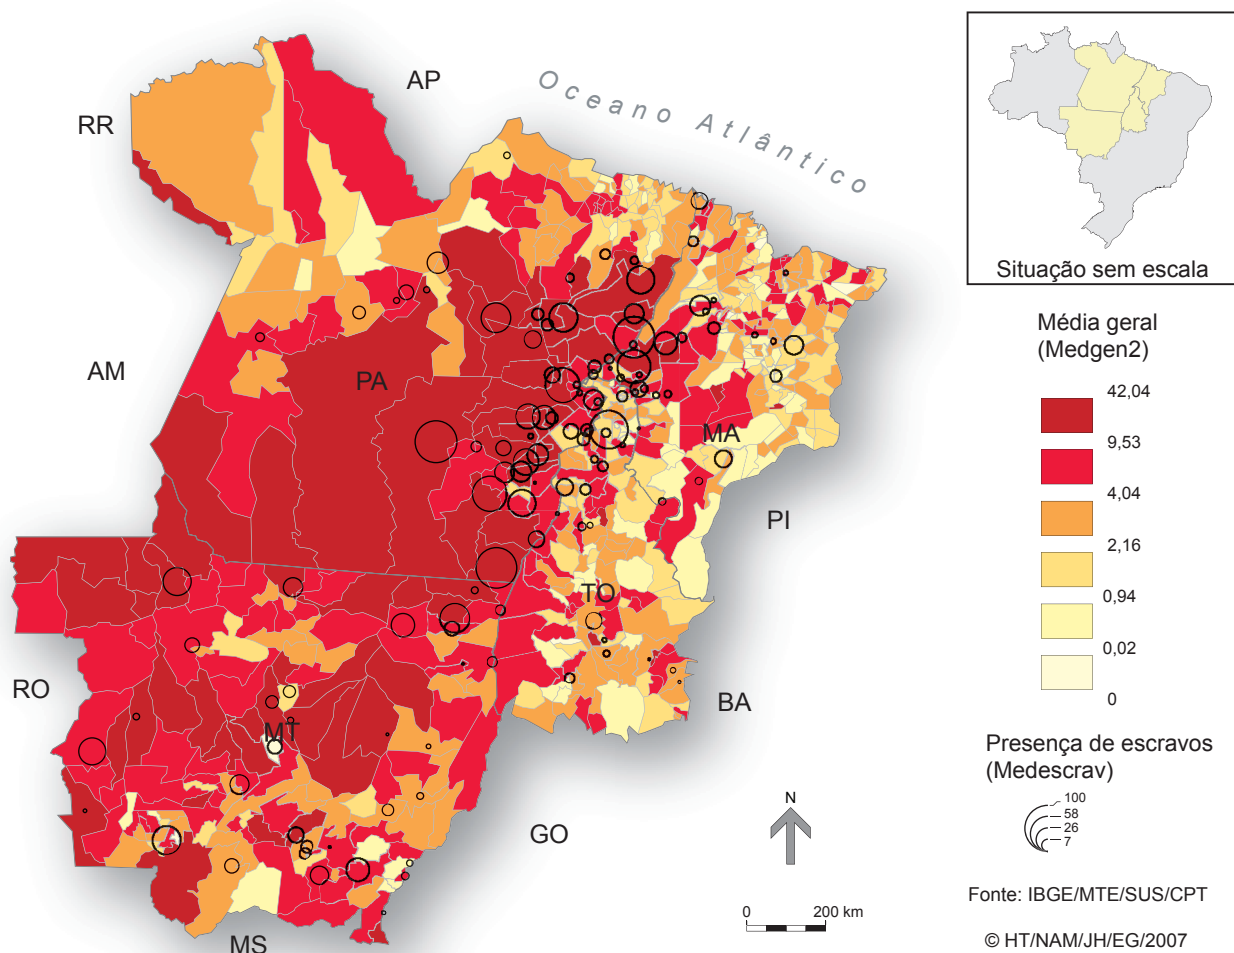 AP
Oceano Atlântico
RR
AM
PA
MA
PI
TO
RO
MT
BA
GO
MS
N
0 200 km
Situação sem escala
Média geral
(Medgen2)
42,04
9,53
4,04
2,16
0,94
0,02
0
Presença de escravos
(Medescrav)
100
58
26
7
Fonte: IBGE/MTE/SUS/CPT
© HT/NAM/JH/EG/2007